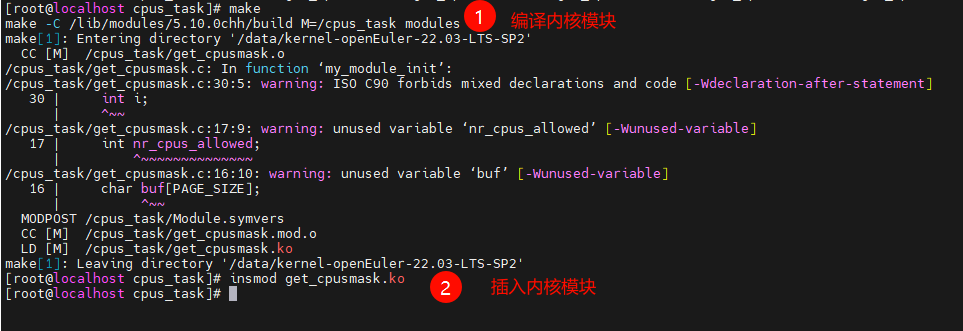 [root@localhost cpus_task]# make
make -C /lib/modules/5.10.0chh/build M=/cpus_task modules
1 编译内核模块
make[1]: Entering directory '/data/kernel-openEuler-22.03-LTS-SP2'
CC [M] /cpus_task/get_cpusmask.o
/cpus_task/get_cpusmask.c: In function ‘my_module_init’:
/cpus_task/get_cpusmask.c:30:5: warning: ISO C90 forbids mixed declarations and code [-Wdeclaration-after-statement]
30 | int i;
| ^~~
/cpus_task/get_cpusmask.c:17:9: warning: unused variable ‘nr_cpus_allowed’ [-Wunused-variable]
17 | int nr_cpus_allowed;
| ^~~~~~~~~~~~~~~
/cpus_task/get_cpusmask.c:16:10: warning: unused variable ‘buf’ [-Wunused-variable]
16 | char buf[PAGE_SIZE];
| ^~~
MODPOST /cpus_task/Module.symvers
CC [M] /cpus_task/get_cpusmask.mod.o
LD [M] /cpus_task/get_cpusmask.ko
make[1]: Leaving directory '/data/kernel-openEuler-22.03-LTS-SP2'
[root@localhost cpus_task]# insmod get_cpusmask.ko
2 插入内核模块
[root@localhost cpus_task]#